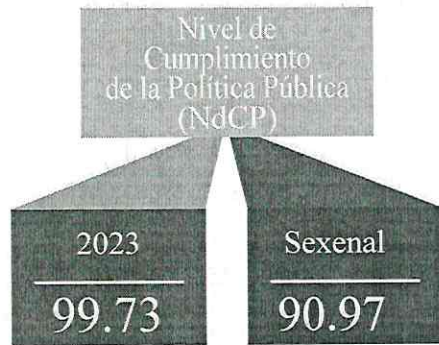 Nivel de
Cumplimiento
de la Política Pública
(NdCP)
2023
99.73
Sexenal
90.97